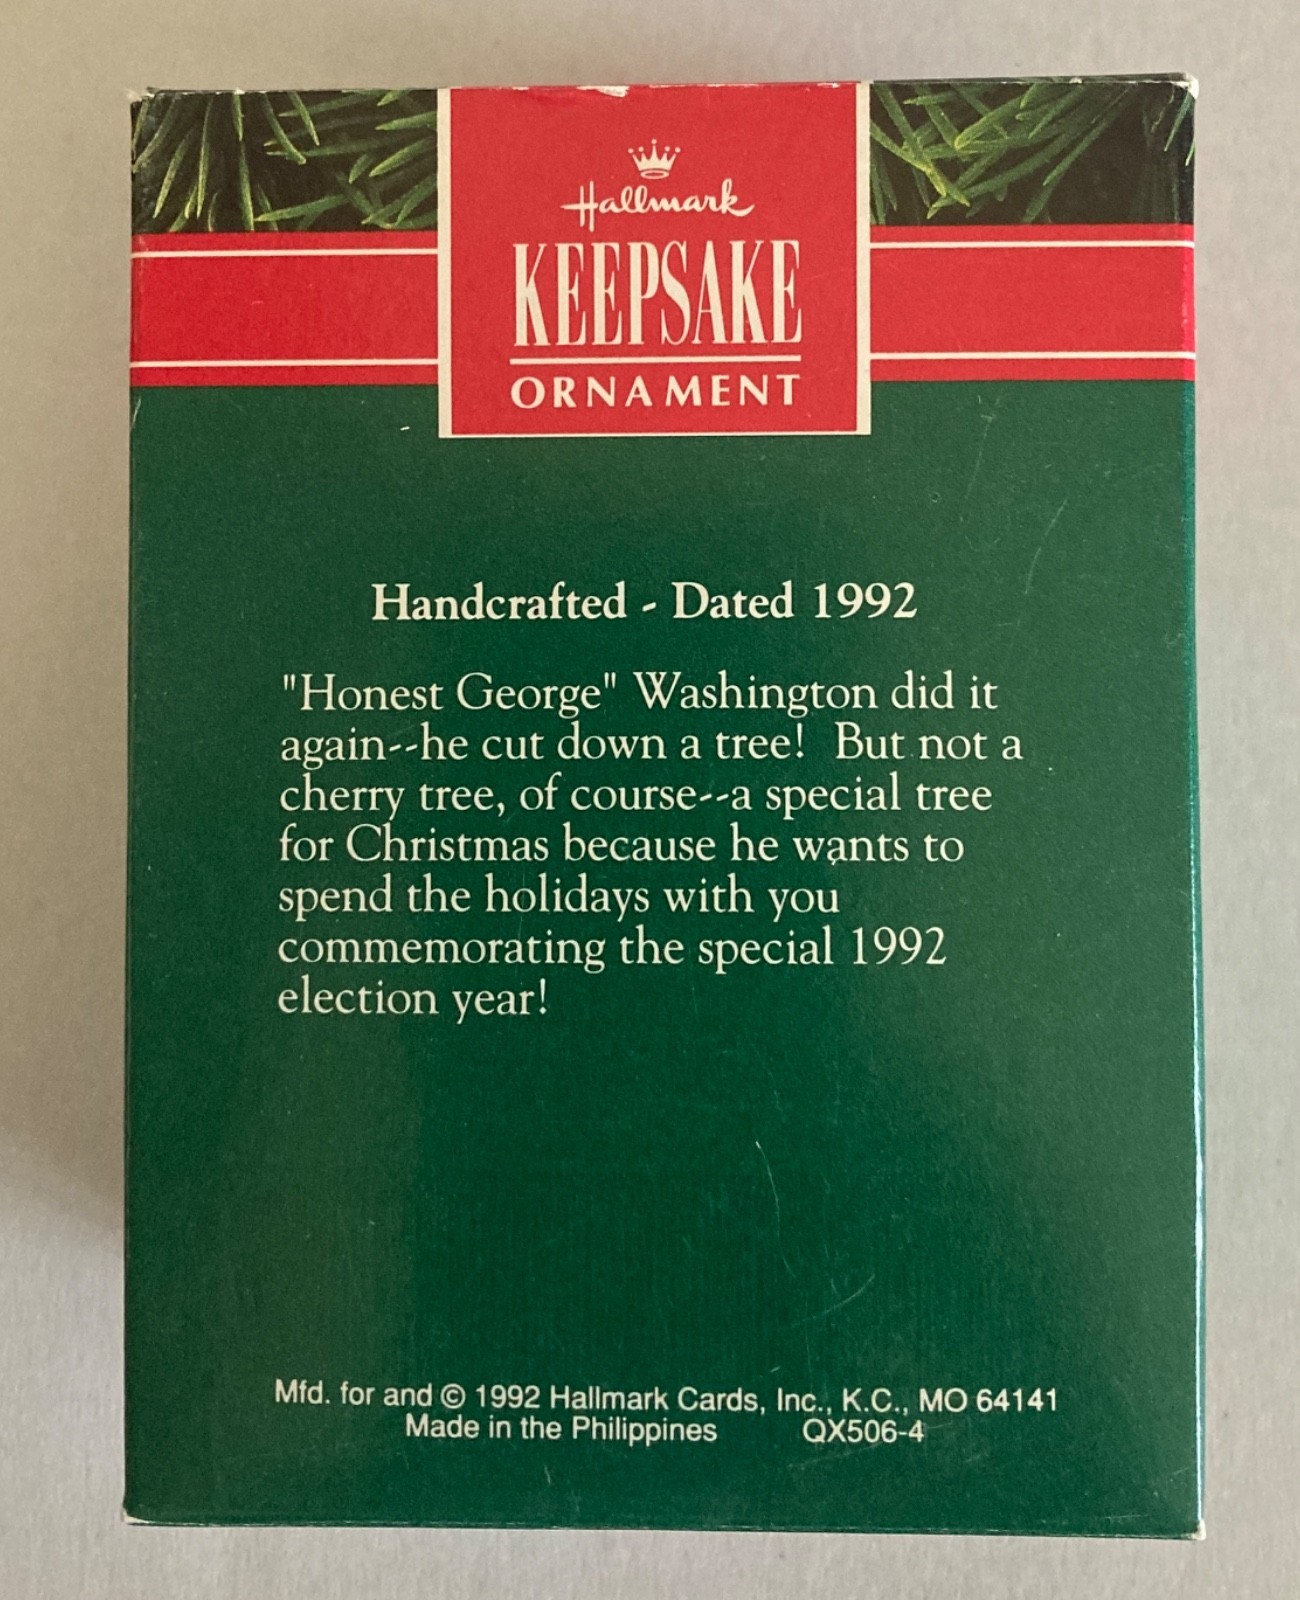 Hallmark
KEEPSAKE
ORNAMENT
Handcrafted - Dated 1992
"Honest George" Washington did it
again--he cut down a tree!  But not a
cherry tree, of course--a special tree
for Christmas because he wants to
spend the holidays with you
commemorating the special 1992
election year!
Mfd. for and © 1992 Hallmark Cards, Inc., K.C., MO 64141
Made in the Philippines QX506-4